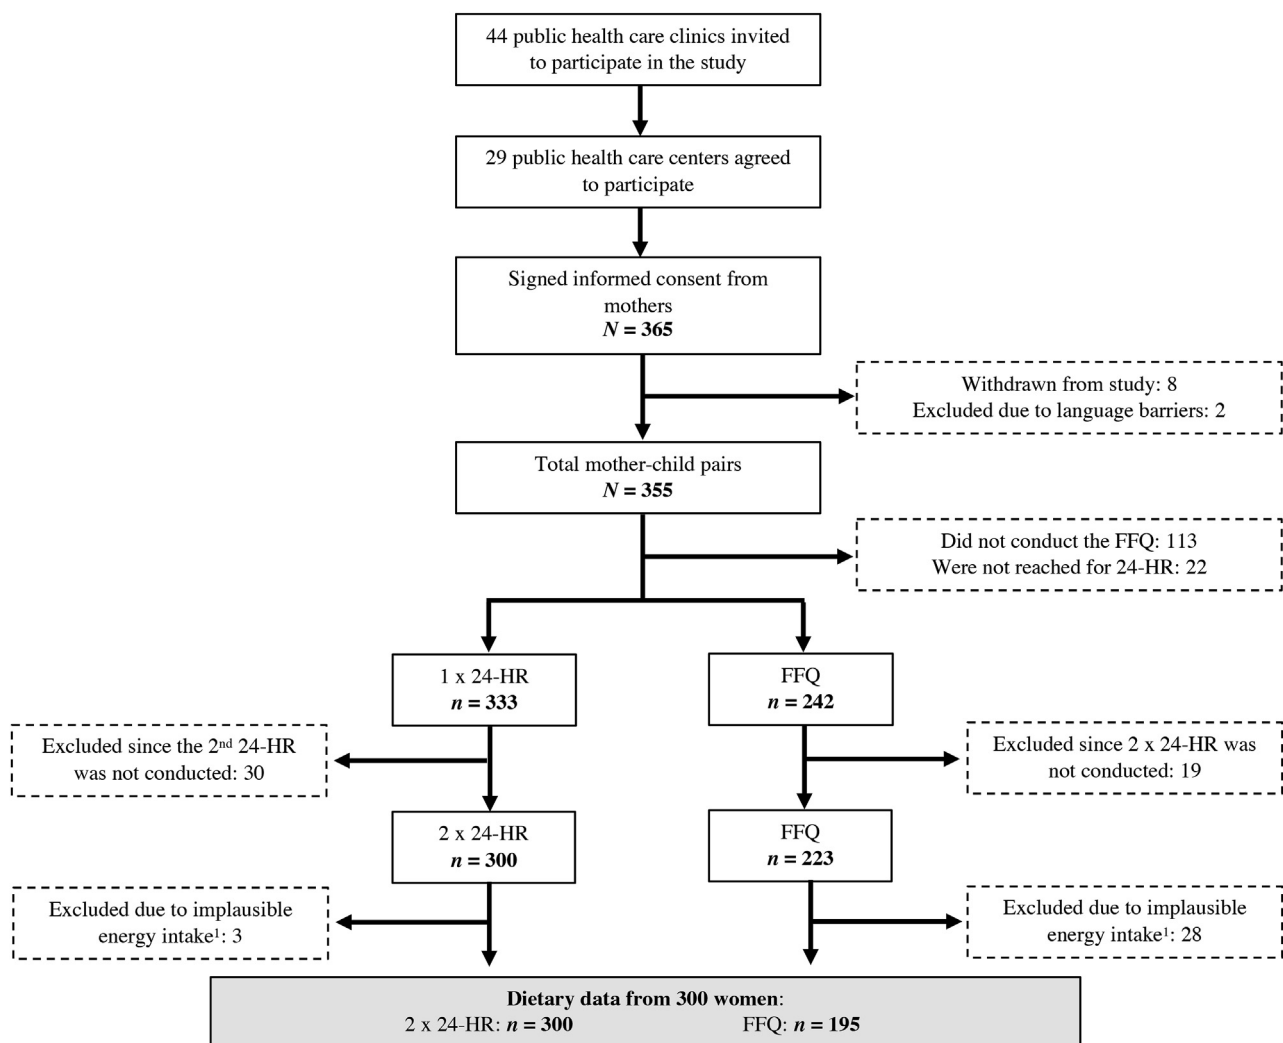 44 public health care clinics invited
to participate in the study
29 public health care centers agreed
to participate
Signed informed consent from
mothers
N = 365
Withdrawn from study: 8
Excluded due to language barriers: 2
Total mother-child pairs
N = 355
Did not conduct the FFQ: 113
Were not reached for 24-HR: 22
1 x 24-HR
n = 333
FFQ
n = 242
Excluded since the 2nd 24-HR
was not conducted: 30
Excluded since 2 x 24-HR was
not conducted: 19
2 x 24-HR
n = 300
FFQ
n = 223
Excluded due to implausible
energy intake¹: 3
Excluded due to implausible
energy intake¹: 28
Dietary data from 300 women:
2 x 24-HR: n = 300 FFQ: n = 195